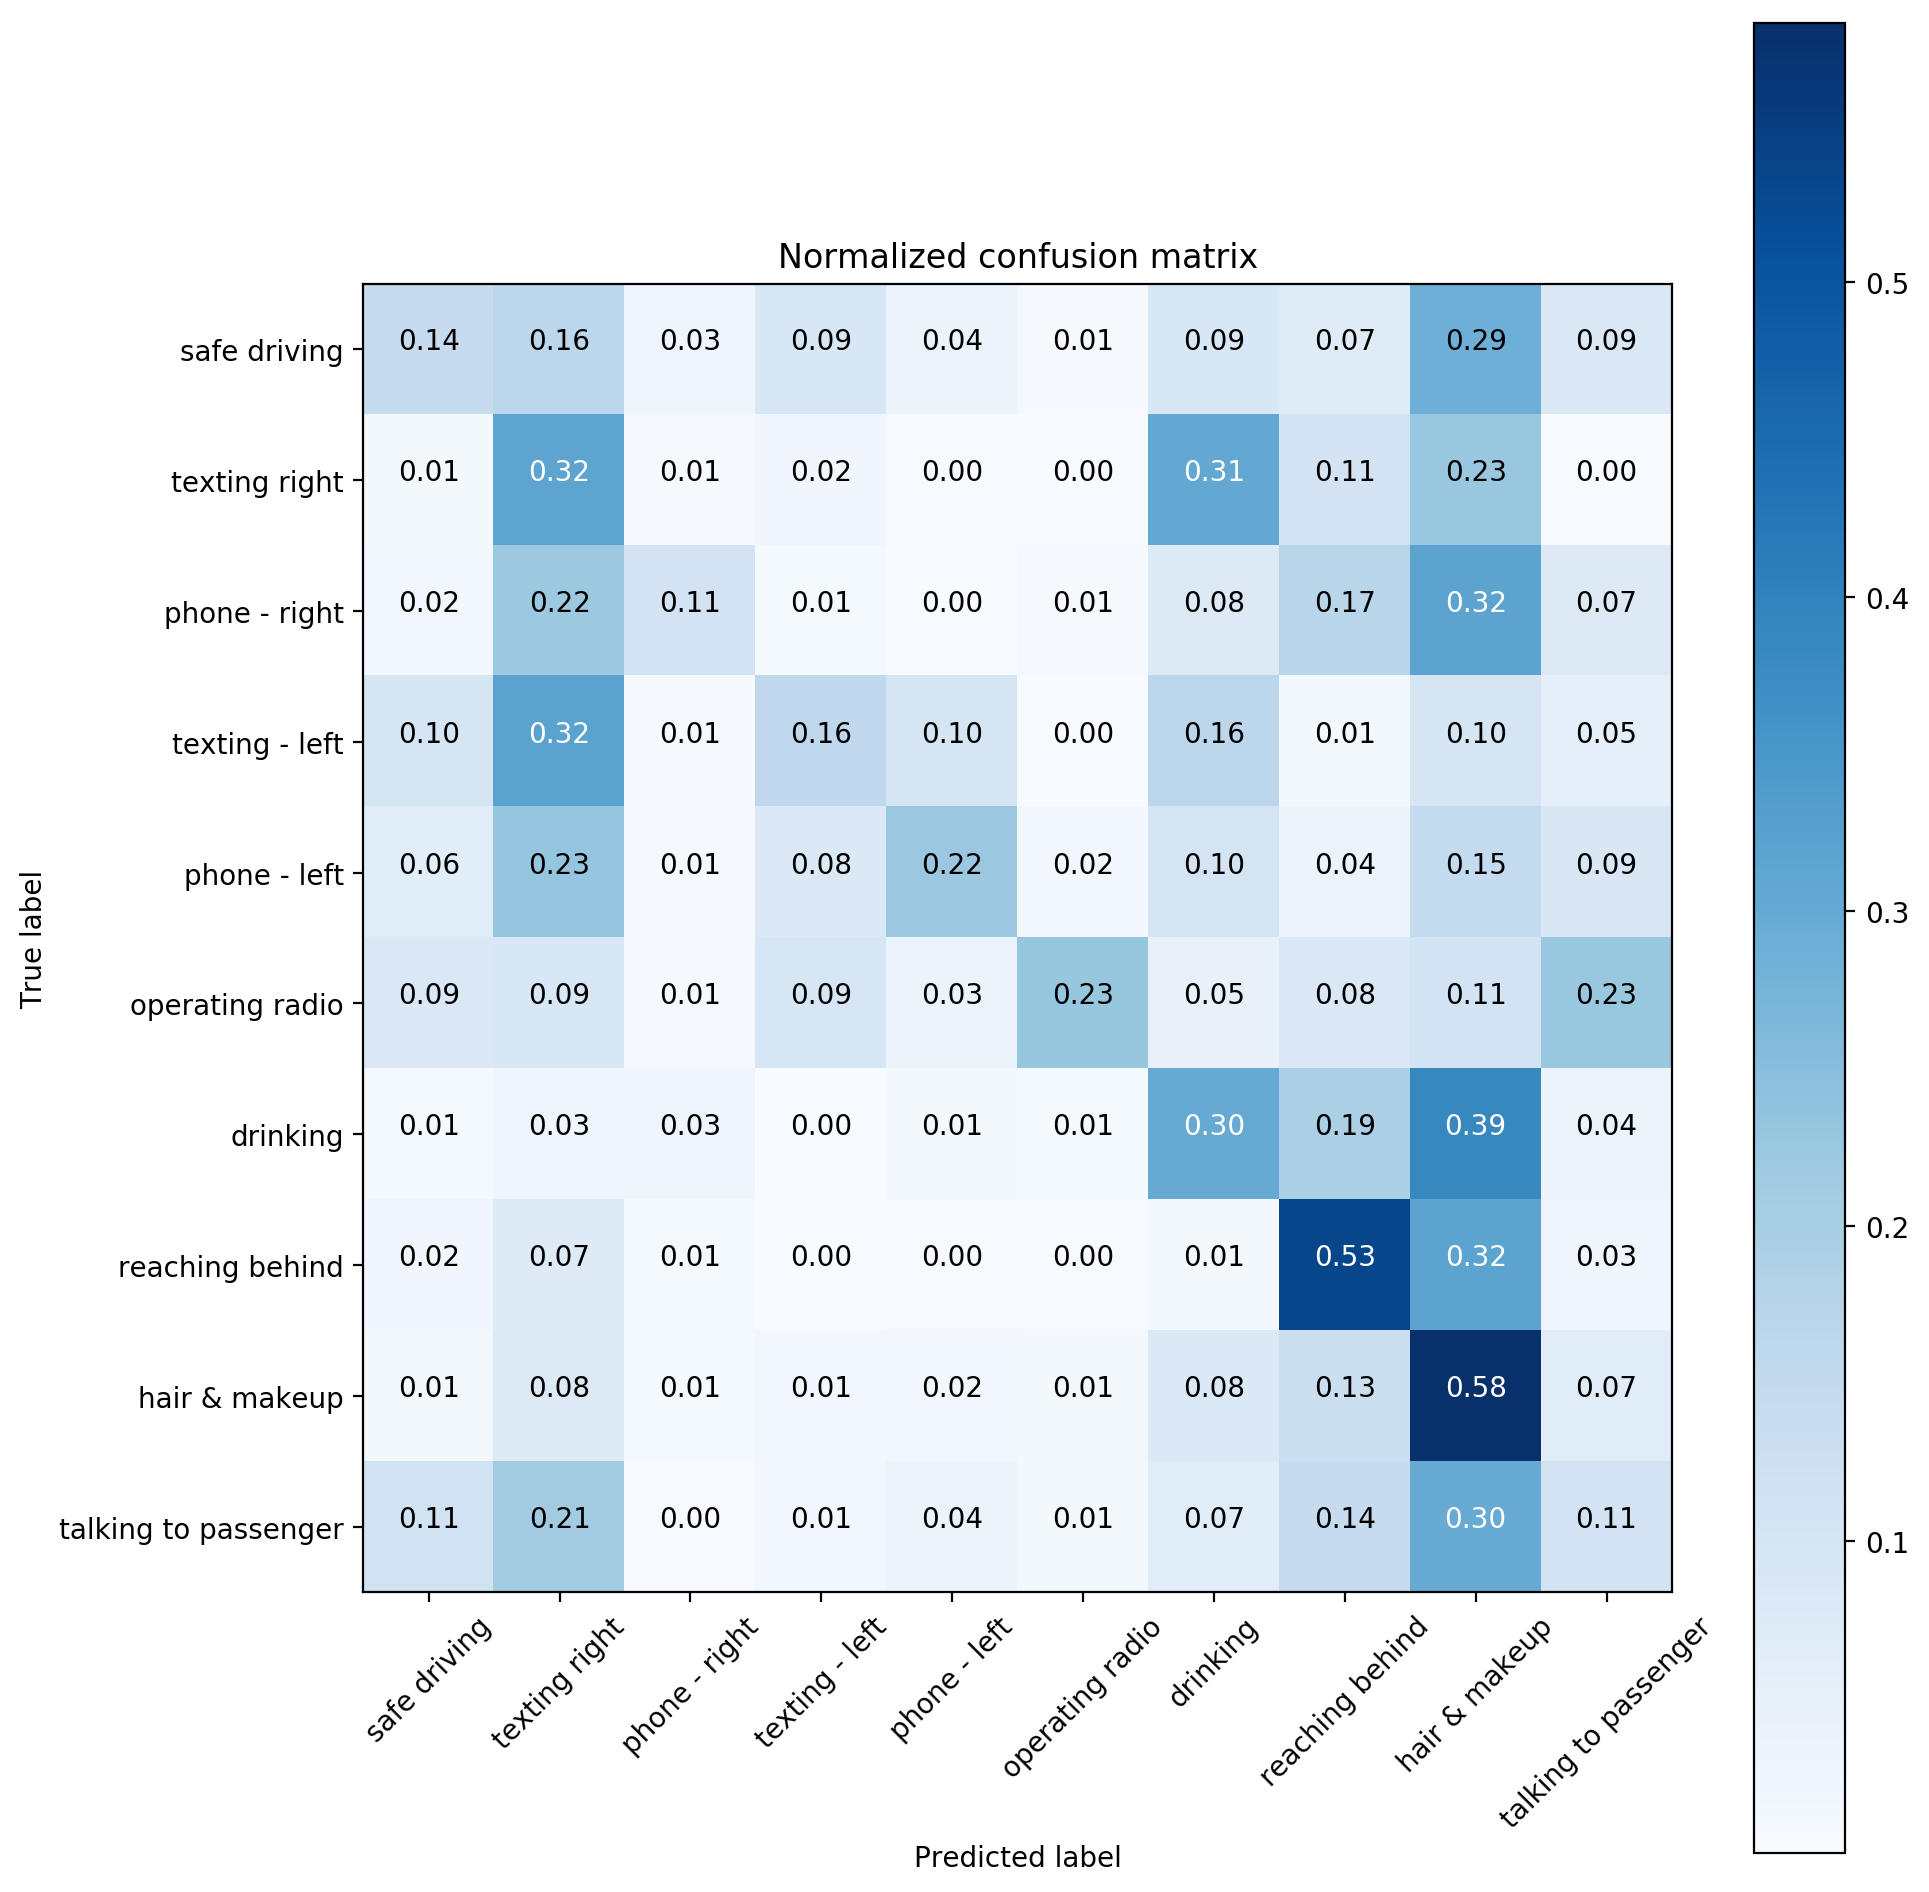 Normalized confusion matrix
safe driving 0.14 0.16 0.03 0.09 0.04 0.01 0.09 0.07 0.29 0.09
texting right 0.01 0.32 0.01 0.02 0.00 0.00 0.31 0.11 0.23 0.00
phone - right 0.02 0.22 0.11 0.01 0.00 0.01 0.08 0.17 0.32 0.07
texting - left 0.10 0.32 0.01 0.16 0.10 0.00 0.16 0.01 0.10 0.05
phone - left 0.06 0.23 0.01 0.08 0.22 0.02 0.10 0.04 0.15 0.09
operating radio 0.09 0.09 0.01 0.09 0.03 0.23 0.05 0.08 0.11 0.23
drinking 0.01 0.03 0.03 0.00 0.01 0.01 0.30 0.19 0.39 0.04
reaching behind 0.02 0.07 0.01 0.00 0.00 0.00 0.01 0.53 0.32 0.03
hair & makeup 0.01 0.08 0.01 0.01 0.02 0.01 0.08 0.13 0.58 0.07
talking to passenger 0.11 0.21 0.00 0.01 0.04 0.01 0.07 0.14 0.30 0.11
True label
safe driving
texting right
phone - right
texting - left
phone - left
operating radio
drinking
reaching behind
hair & makeup
talking to passenger
Predicted label
0.5
0.4
0.3
0.2
0.1